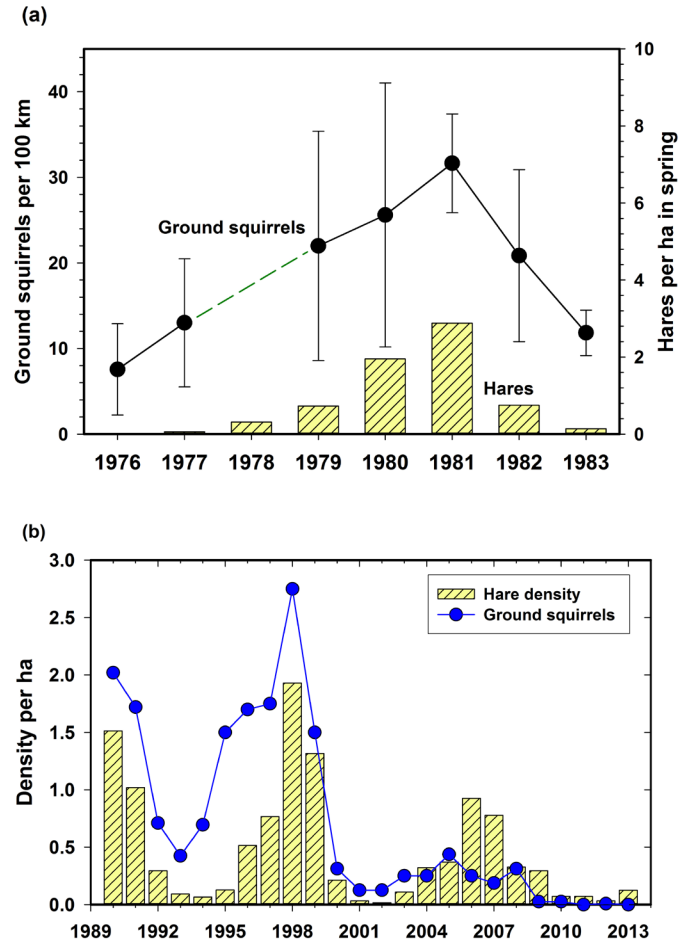 (a)
Ground squirrels per 100 km
40
30
20
10
0
Hares per ha in spring
10
8
6
4
2
0
Ground squirrels
Hares
1976 1977 1978 1979 1980 1981 1982 1983
(b)
Density per ha
3.0
2.5
2.0
1.5
1.0
0.5
0.0
Hare density
Ground squirrels
1989 1992 1995 1998 2001 2004 2007 2010 2013